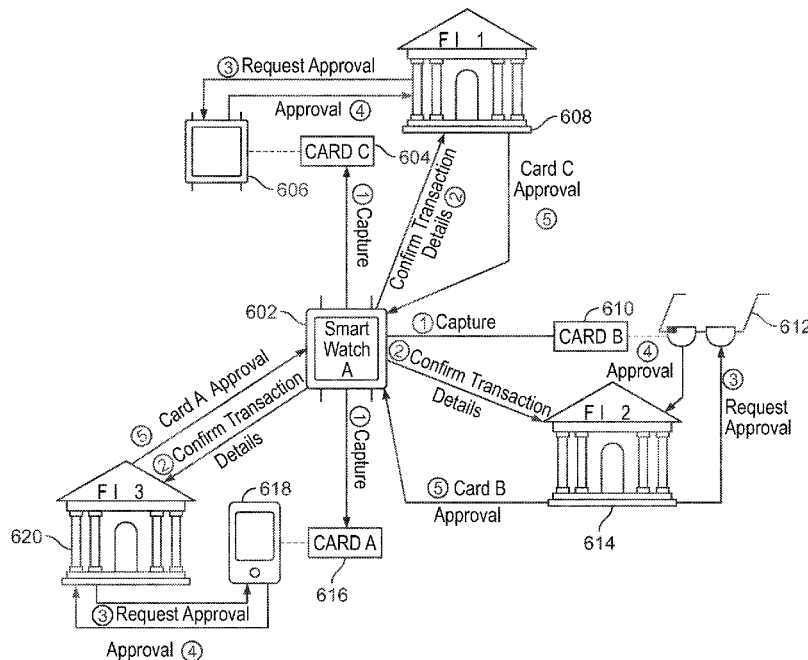 FI 1
③ Request Approval
Approval ④
608
CARD C
604
606
Card C
Approval
⑤
① Capture
Confirm Transaction
Details ②
602
Smart
Watch
A
610
① Capture
CARD B
612
② Confirm Transaction
Details
④
Approval
③
Request
Approval
FI 2
⑤ Card A Approval
② Confirm Transaction
Details
① Capture
⑤ Card B
Approval
614
FI 3
618
620
CARD A
616
③ Request Approval
Approval ④